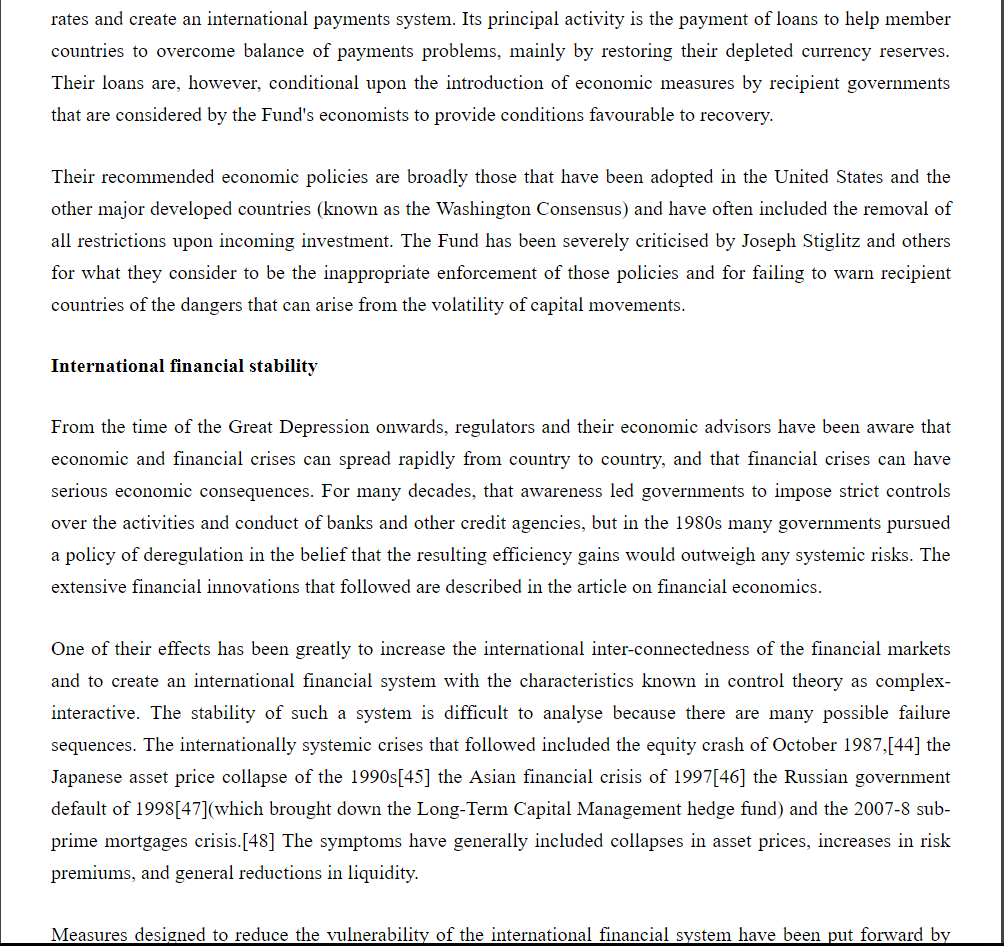 rates and create an international payments system. Its principal activity is the payment of loans to help member
countries to overcome balance of payments problems, mainly by restoring their depleted currency reserves.
Their loans are, however, conditional upon the introduction of economic measures by recipient governments
that are considered by the Fund's economists to provide conditions favourable to recovery.
Their recommended economic policies are broadly those that have been adopted in the United States and the
other major developed countries (known as the Washington Consensus) and have often included the removal of
all restrictions upon incoming investment. The Fund has been severely criticised by Joseph Stiglitz and others
for what they consider to be the inappropriate enforcement of those policies and for failing to warn recipient
countries of the dangers that can arise from the volatility of capital movements.
International financial stability
From the time of the Great Depression onwards, regulators and their economic advisors have been aware that
economic and financial crises can spread rapidly from country to country, and that financial crises can have
serious economic consequences. For many decades, that awareness led governments to impose strict controls
over the activities and conduct of banks and other credit agencies, but in the 1980s many governments pursued
a policy of deregulation in the belief that the resulting efficiency gains would outweigh any systemic risks. The
extensive financial innovations that followed are described in the article on financial economics.
One of their effects has been greatly to increase the international inter-connectedness of the financial markets
and to create an international financial system with the characteristics known in control theory as complex-
interactive. The stability of such a system is difficult to analyse because there are many possible failure
sequences. The internationally systemic crises that followed included the equity crash of October 1987,[44] the
Japanese asset price collapse of the 1990s[45] the Asian financial crisis of 1997[46] the Russian government
default of 1998[47](which brought down the Long-Term Capital Management hedge fund) and the 2007-8 sub-
prime mortgages crisis.[48] The symptoms have generally included collapses in asset prices, increases in risk
premiums, and general reductions in liquidity.
Measures designed to reduce the vulnerability of the international financial system have been put forward by